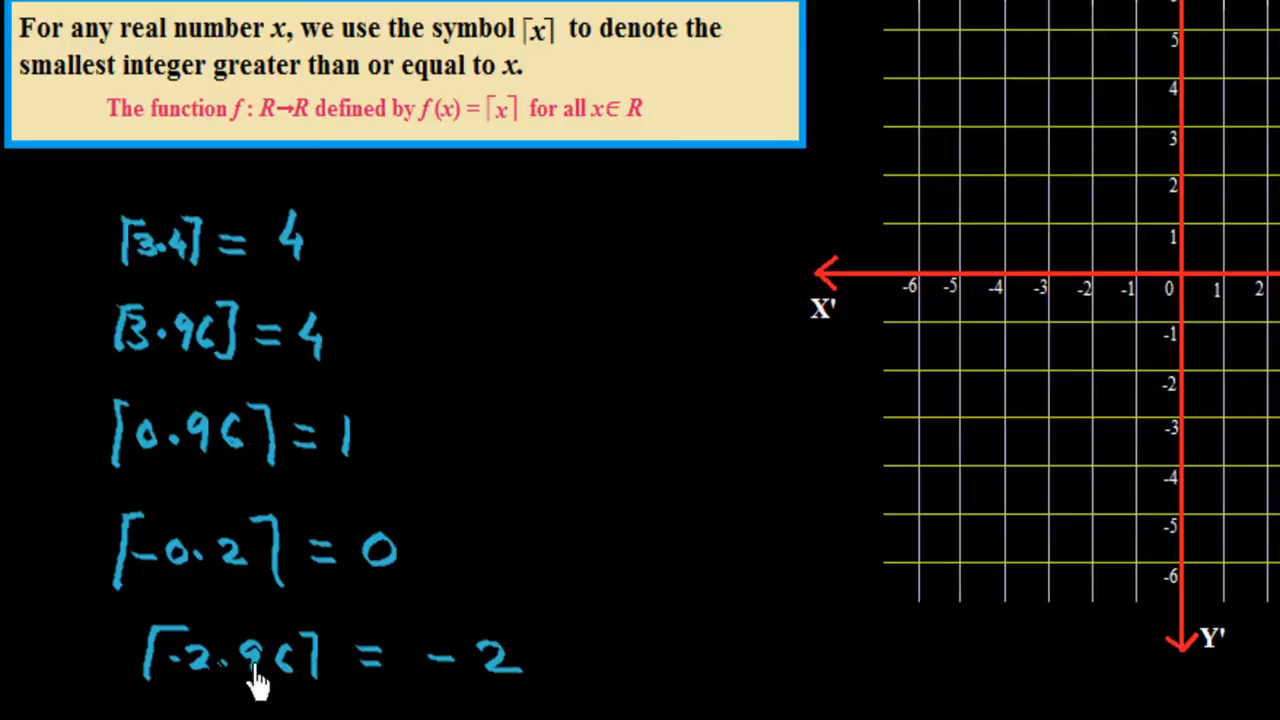 For any real number x, we use the symbol ⌈x⌉ to denote the
smallest integer greater than or equal to x.
The function f : R→R defined by f(x) = ⌈x⌉ for all x∈ R
⌈3.4⌉ = 4
⌈3.96⌉ = 4
⌈0.96⌉ = 1
⌈-0.2⌉ = 0
⌈-2.96⌉ = -2
5
4
3
2
1
-6 -5 -4 -3 -2 -1 0 1 2
X'
-1
-2
-3
-4
-5
-6
Y'